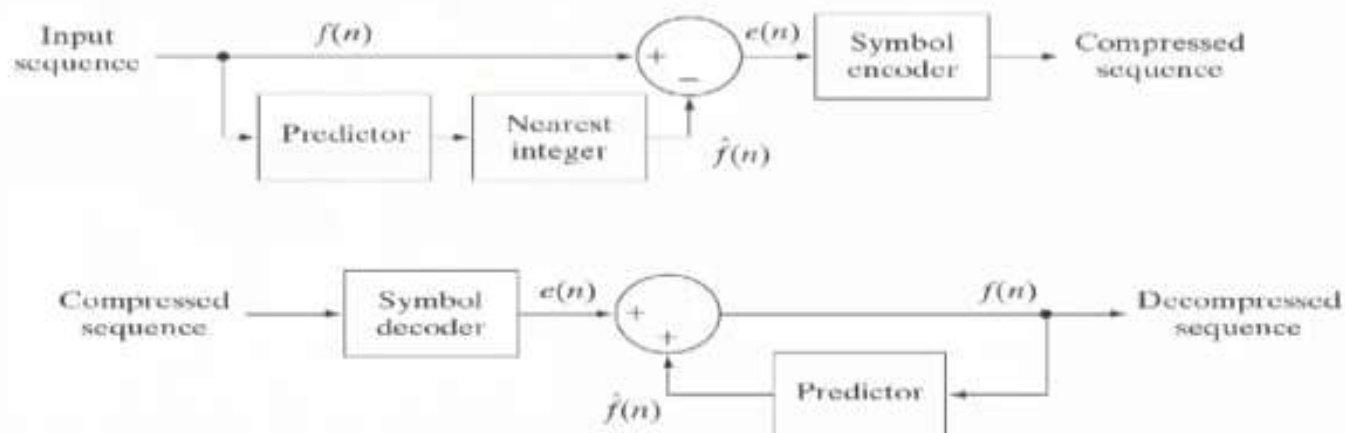 Input
sequence
f(n)
e(n)
Symbol
encoder
Compressed
sequence
+
−
Predictor
Nearest
integer
f̂(n)
Compressed
sequence
Symbol
decoder
e(n)
+
+
f(n)
Decompressed
sequence
f̂(n)
Predictor